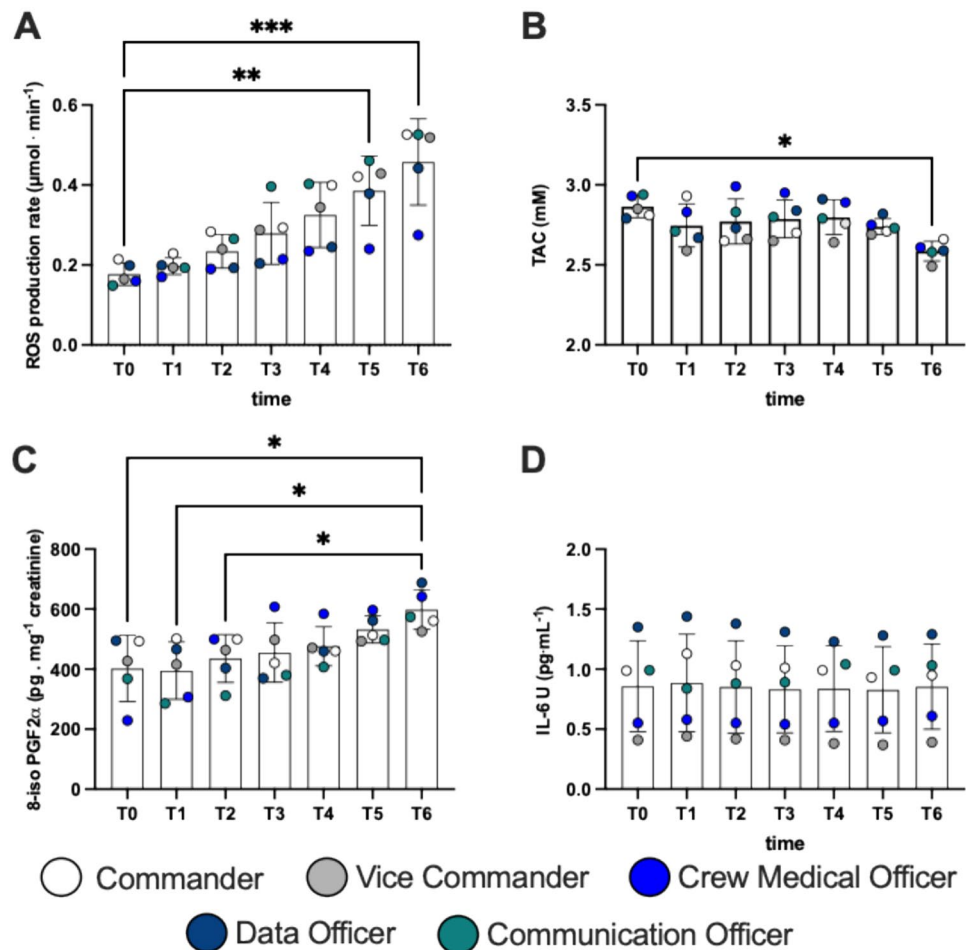 A
***
**
ROS production rate (µmol · min⁻¹)
0.6
0.4
0.2
0.0
T0 T1 T2 T3 T4 T5 T6
time
B
*
TAC (mM)
3.5
3.0
2.5
2.0
T0 T1 T2 T3 T4 T5 T6
time
C
*
*
*
8-iso PGF2α (pg . mg⁻¹ creatinine)
800
600
400
200
0
T0 T1 T2 T3 T4 T5 T6
D
IL-6 U (pg·mL⁻¹)
2.0
1.5
1.0
0.5
0.0
T0 T1 T2 T3 T4 T5 T6
time
Commander Vice Commander Crew Medical Officer
Data Officer Communication Officer